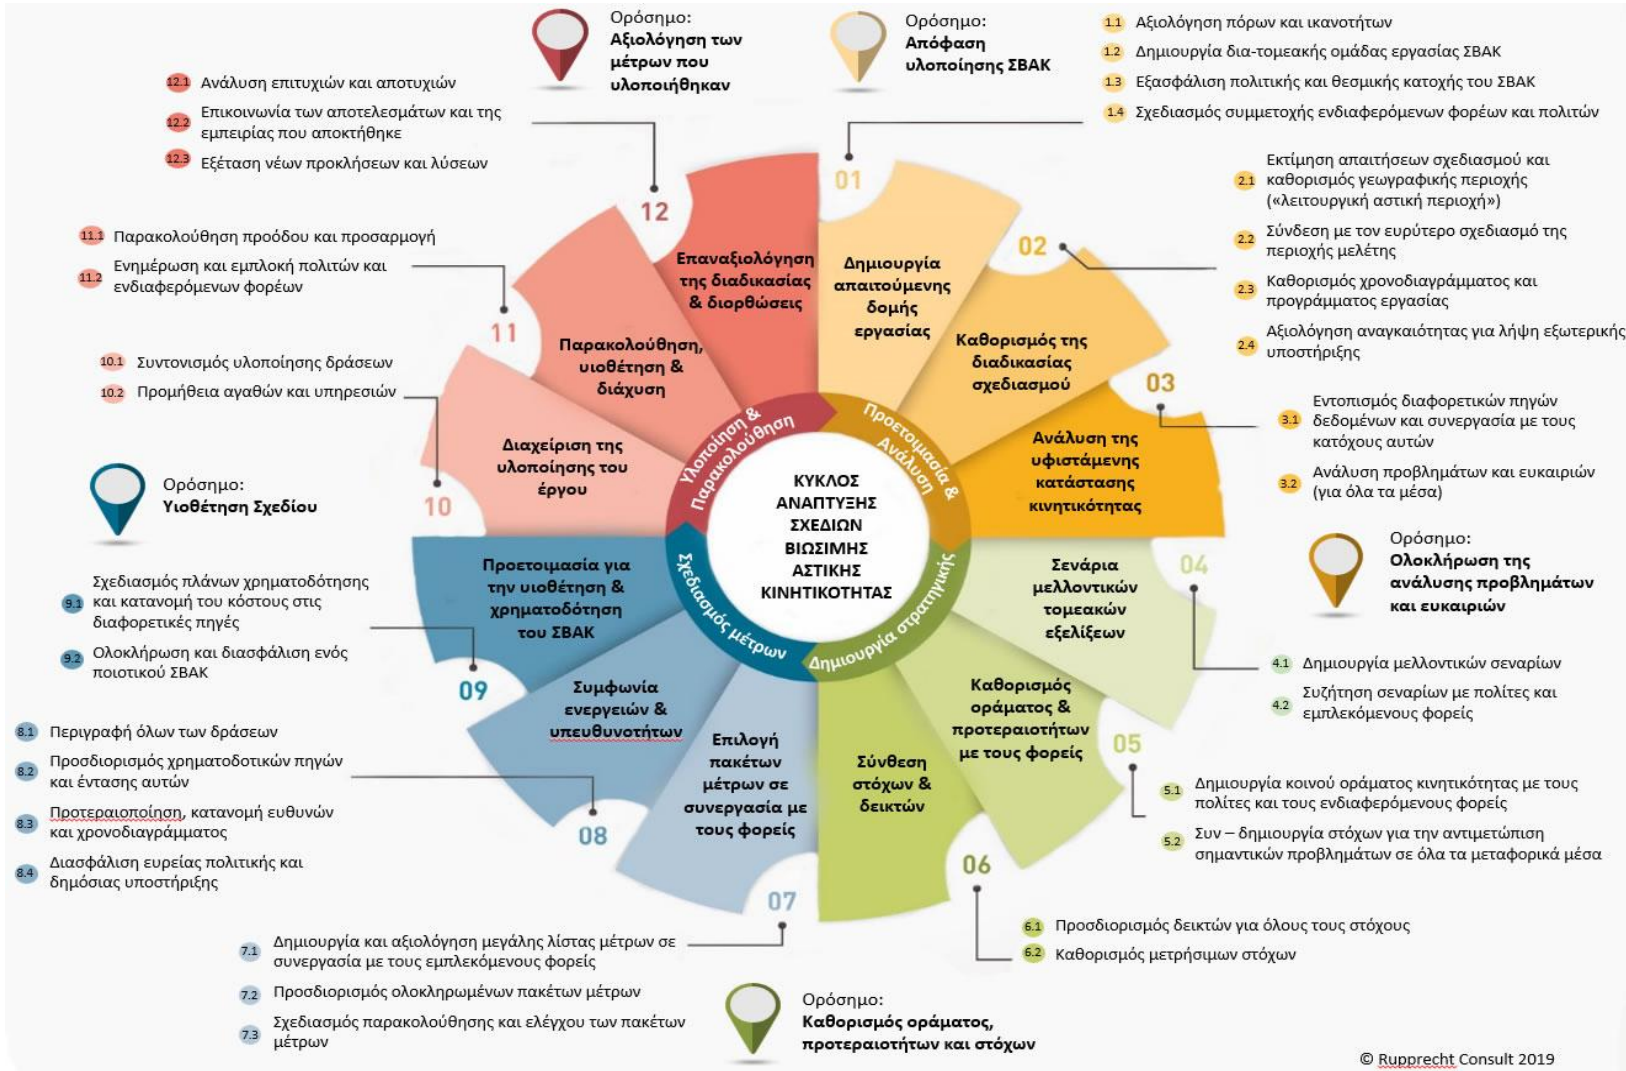 Ορόσημο:
Αξιολόγηση των
μέτρων που
υλοποιήθηκαν
Ορόσημο:
Απόφαση
υλοποίησης ΣΒΑΚ
1.1 Αξιολόγηση πόρων και ικανοτήτων
1.2 Δημιουργία δια-τομεακής ομάδας εργασίας ΣΒΑΚ
1.3 Εξασφάλιση πολιτικής και θεσμικής κατοχής του ΣΒΑΚ
1.4 Σχεδιασμός συμμετοχής ενδιαφερόμενων φορέων και πολιτών
12.1 Ανάλυση επιτυχιών και αποτυχιών
12.2 Επικοινωνία των αποτελεσμάτων και της
εμπειρίας που αποκτήθηκε
12.3 Εξέταση νέων προκλήσεων και λύσεων
01
Δημιουργία
απαιτούμενης
δομής
εργασίας
2.1 Εκτίμηση απαιτήσεων σχεδιασμού και
καθορισμός γεωγραφικής περιοχής
(«λειτουργική αστική περιοχή»)
2.2 Σύνδεση με τον ευρύτερο σχεδιασμό της
περιοχής μελέτης
2.3 Καθορισμός χρονοδιαγράμματος και
προγράμματος εργασίας
2.4 Αξιολόγηση αναγκαιότητας για λήψη εξωτερικής
υποστήριξης
02
Καθορισμός της
διαδικασίας
σχεδιασμού
03
Ανάλυση της
υφιστάμενης
κατάστασης
κινητικότητας
3.1 Εντοπισμός διαφορετικών πηγών
δεδομένων και συνεργασία με τους
κατόχους αυτών
3.2 Ανάλυση προβλημάτων και ευκαιριών
(για όλα τα μέσα)
Ορόσημο:
Ολοκλήρωση της
ανάλυσης προβλημάτων
και ευκαιριών
04
Σενάρια
μελλοντικών
τομεακών
εξελίξεων
4.1 Δημιουργία μελλοντικών σεναρίων
4.2 Συζήτηση σεναρίων με πολίτες και
εμπλεκόμενους φορείς
05
Καθορισμός
οράματος &
προτεραιοτήτων
με τους φορείς
5.1 Δημιουργία κοινού οράματος κινητικότητας με τους
πολίτες και τους ενδιαφερόμενους φορείς
5.2 Συν – δημιουργία στόχων για την αντιμετώπιση
σημαντικών προβλημάτων σε όλα τα μεταφορικά μέσα
06
Σύνθεση
στόχων &
δεικτών
6.1 Προσδιορισμός δεικτών για όλους τους στόχους
6.2 Καθορισμός μετρήσιμων στόχων
Ορόσημο:
Καθορισμός οράματος,
προτεραιοτήτων και στόχων
07
Επιλογή
πακέτων
μέτρων σε
συνεργασία με
τους φορείς
7.1 Δημιουργία και αξιολόγηση μεγάλης λίστας μέτρων σε
συνεργασία με τους εμπλεκόμενους φορείς
7.2 Προσδιορισμός ολοκληρωμένων πακέτων μέτρων
7.3 Σχεδιασμός παρακολούθησης και ελέγχου των πακέτων
μέτρων
08
Συμφωνία
ενεργειών &
υπευθυνοτήτων
8.1 Περιγραφή όλων των δράσεων
8.2 Προσδιορισμός χρηματοδοτικών πηγών
και έντασης αυτών
8.3 Προτεραιοποίηση, κατανομή ευθυνών
και χρονοδιαγράμματος
8.4 Διασφάλιση ευρείας πολιτικής και
δημόσιας υποστήριξης
09
Προετοιμασία για
την υιοθέτηση &
χρηματοδότηση
του ΣΒΑΚ
9.1 Σχεδιασμός πλάνων χρηματοδότησης
και κατανομή του κόστους στις
διαφορετικές πηγές
9.2 Ολοκλήρωση και διασφάλιση ενός
ποιοτικού ΣΒΑΚ
Ορόσημο:
Υιοθέτηση Σχεδίου
10
Διαχείριση της
υλοποίησης του
έργου
10.1 Συντονισμός υλοποίησης δράσεων
10.2 Προμήθεια αγαθών και υπηρεσιών
11
Παρακολούθηση,
υιοθέτηση &
διάχυση
11.1 Παρακολούθηση προόδου και προσαρμογή
11.2 Ενημέρωση και εμπλοκή πολιτών και
ενδιαφερόμενων φορέων
12
Επαναξιολόγηση
της διαδικασίας
& διορθώσεις
Προετοιμασία &
Ανάλυση
Δημιουργία στρατηγικής
Σχεδιασμός μέτρων
Υλοποίηση &
Παρακολούθηση
ΚΥΚΛΟΣ
ΑΝΑΠΤΥΞΗΣ
ΣΧΕΔΙΩΝ
ΒΙΩΣΙΜΗΣ
ΑΣΤΙΚΗΣ
ΚΙΝΗΤΙΚΟΤΗΤΑΣ
© Rupprecht Consult 2019